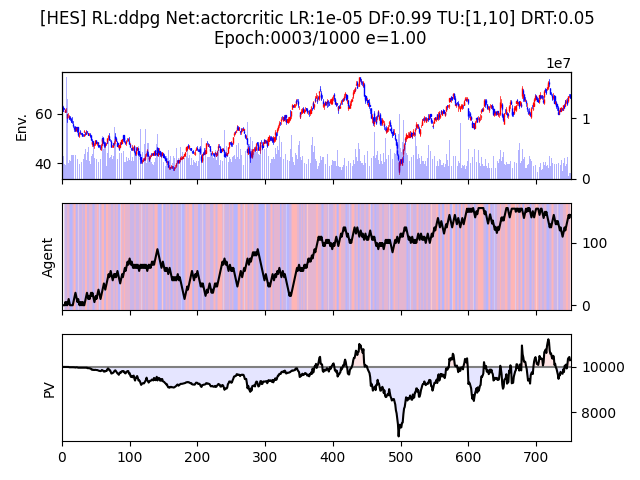 [HES] RL:ddpg Net:actorcritic LR:1e-05 DF:0.99 TU:[1,10] DRT:0.05
Epoch:0003/1000 e=1.00
1e7
60
40
Env.
1
0
Agent
100
0
PV
10000
8000
0 100 200 300 400 500 600 700